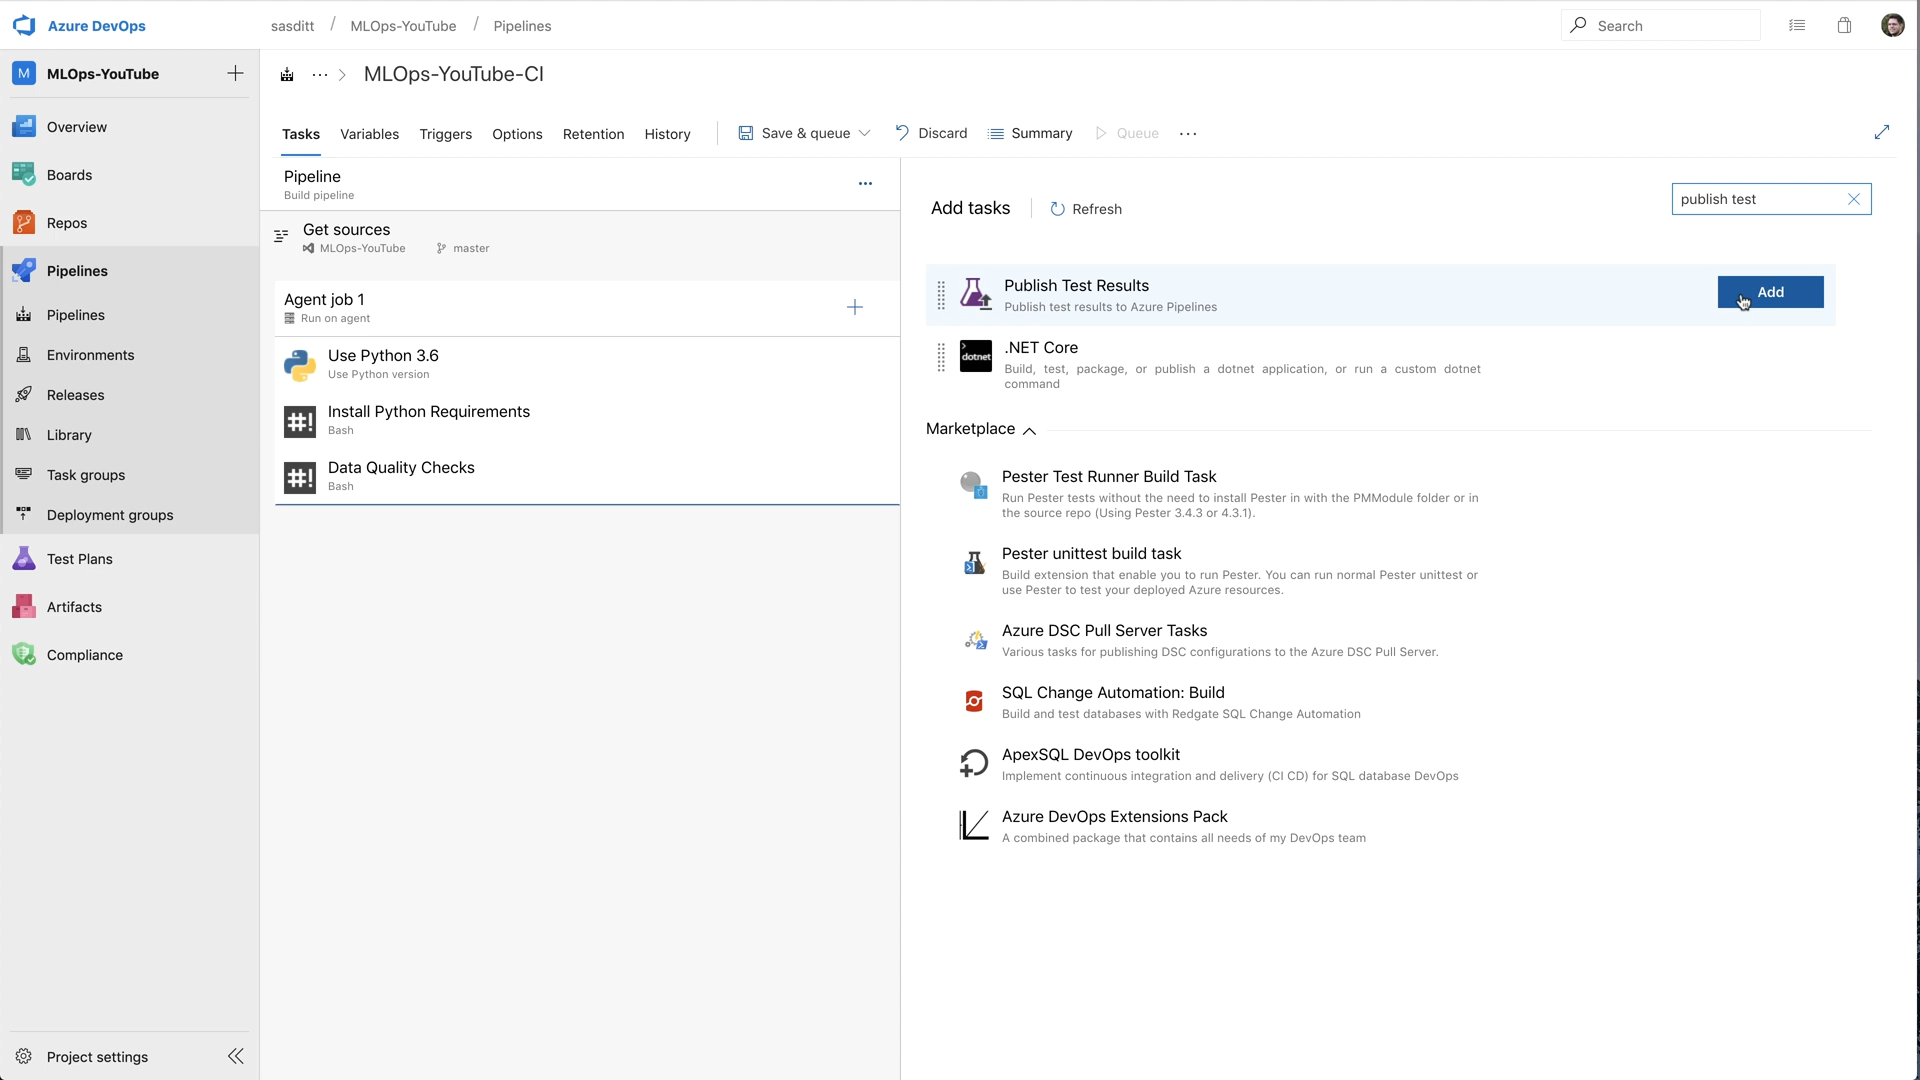 Azure DevOps
sasditt / MLOps-YouTube / Pipelines
Search
M MLOps-YouTube
Overview
Boards
Repos
Pipelines
Pipelines
Environments
Releases
Library
Task groups
Deployment groups
Test Plans
Artifacts
Compliance
Project settings
MLOps-YouTube-CI
Tasks Variables Triggers Options Retention History Save & queue Discard Summary Queue
Pipeline
Build pipeline
Get sources
MLOps-YouTube master
Agent job 1
Run on agent
Use Python 3.6
Use Python version
#! Install Python Requirements
Bash
#! Data Quality Checks
Bash
Add tasks Refresh
publish test
Publish Test Results
Publish test results to Azure Pipelines
Add
dotnet
.NET Core
Build, test, package, or publish a dotnet application, or run a custom dotnet
command
Marketplace
Pester Test Runner Build Task
Run Pester tests without the need to install Pester in with the PMModule folder or in
the source repo (Using Pester 3.4.3 or 4.3.1).
Pester unittest build task
Build extension that enable you to run Pester. You can run normal Pester unittest or
use Pester to test your deployed Azure resources.
Azure DSC Pull Server Tasks
Various tasks for publishing DSC configurations to the Azure DSC Pull Server.
SQL Change Automation: Build
Build and test databases with Redgate SQL Change Automation
ApexSQL DevOps toolkit
Implement continuous integration and delivery (CI CD) for SQL database DevOps
Azure DevOps Extensions Pack
A combined package that contains all needs of my DevOps team